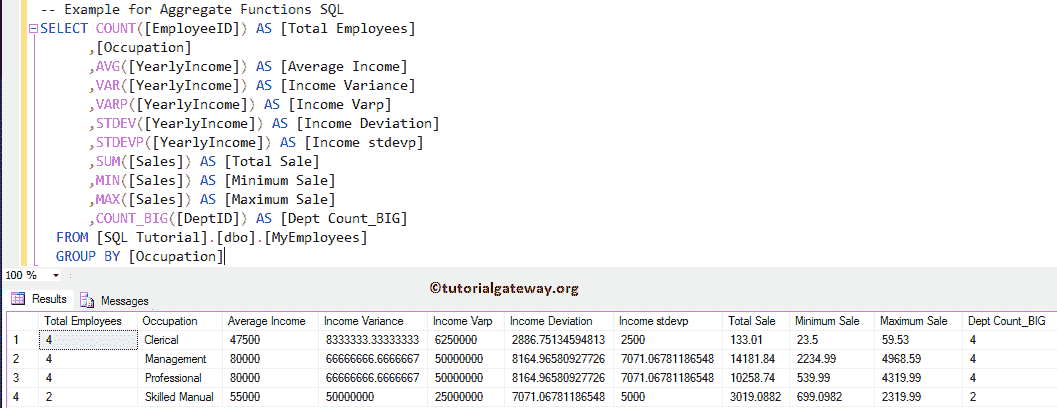 -- Example for Aggregate Functions SQL
SELECT COUNT([EmployeeID]) AS [Total Employees]
,[Occupation]
,AVG([YearlyIncome]) AS [Average Income]
,VAR([YearlyIncome]) AS [Income Variance]
,VARP([YearlyIncome]) AS [Income Varp]
,STDEV([YearlyIncome]) AS [Income Deviation]
,STDEVP([YearlyIncome]) AS [Income stdevp]
,SUM([Sales]) AS [Total Sale]
,MIN([Sales]) AS [Minimum Sale]
,MAX([Sales]) AS [Maximum Sale]
,COUNT_BIG([DeptID]) AS [Dept Count_BIG]
FROM [SQL Tutorial].[dbo].[MyEmployees]
GROUP BY [Occupation]
100 %
Results Messages
©tutorialgateway.org
Total Employees Occupation Average Income Income Variance Income Varp Income Deviation Income stdevp Total Sale Minimum Sale Maximum Sale Dept Count_BIG
1 4 Clerical 47500 8333333.33333333 6250000 2886.75134594813 2500 133.01 23.5 59.53 4
2 4 Management 80000 66666666.6666667 50000000 8164.96580927726 7071.06781186548 14181.84 2234.99 4968.59 4
3 4 Professional 80000 66666666.6666667 50000000 8164.96580927726 7071.06781186548 10258.74 539.99 4319.99 4
4 2 Skilled Manual 55000 50000000 25000000 7071.06781186548 5000 3019.0882 699.0982 2319.99 2